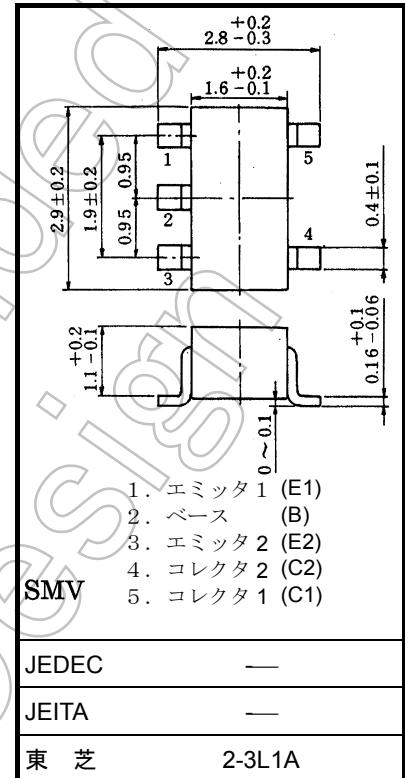 +0.2
2.8 -0.3
+0.2
1.6 -0.1
2.9±0.2
1.9±0.2
0.95
0.95
1
2
3
5
4
0.4±0.1
+0.2
1.1 -0.1
+0.1
0.16 -0.06
0 ~ 0.1
1. エミッタ 1 (E1)
2. ベース (B)
3. エミッタ 2 (E2)
4. コレクタ 2 (C2)
5. コレクタ 1 (C1)
SMV
JEDEC —
JEITA —
東 芝 2-3L1A